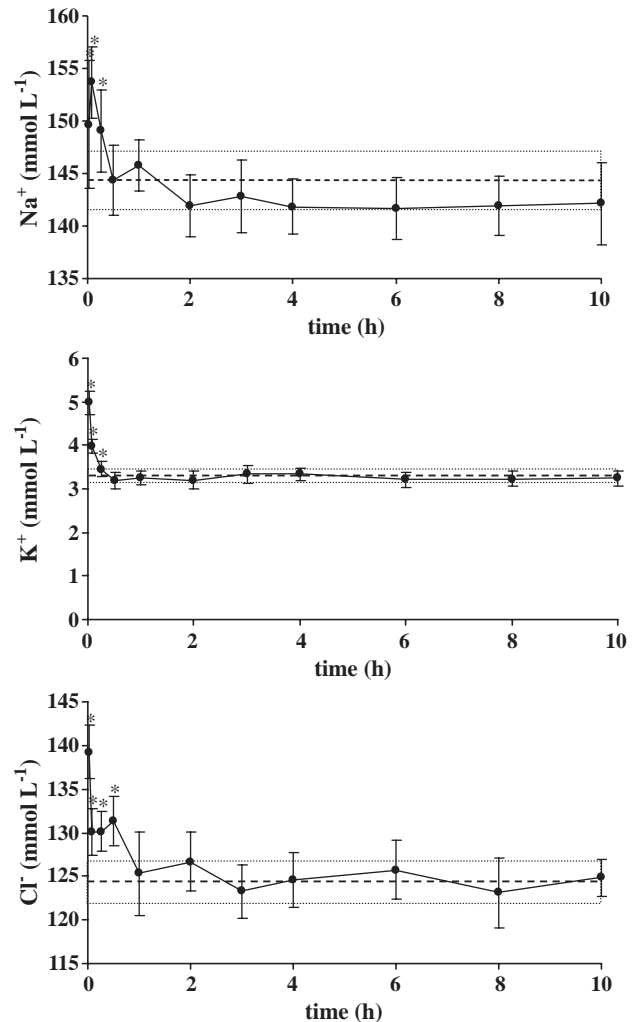 160
155
150
145
140
135
Na⁺ (mmol L⁻¹)
* *
*
0 2 4 6 8 10
time (h)
6
5
4
3
2
1
0
K⁺ (mmol L⁻¹)
*
*
*
0 2 4 6 8 10
time (h)
145
140
135
130
125
120
115
Cl⁻ (mmol L⁻¹)
*
* * *
0 2 4 6 8 10
time (h)